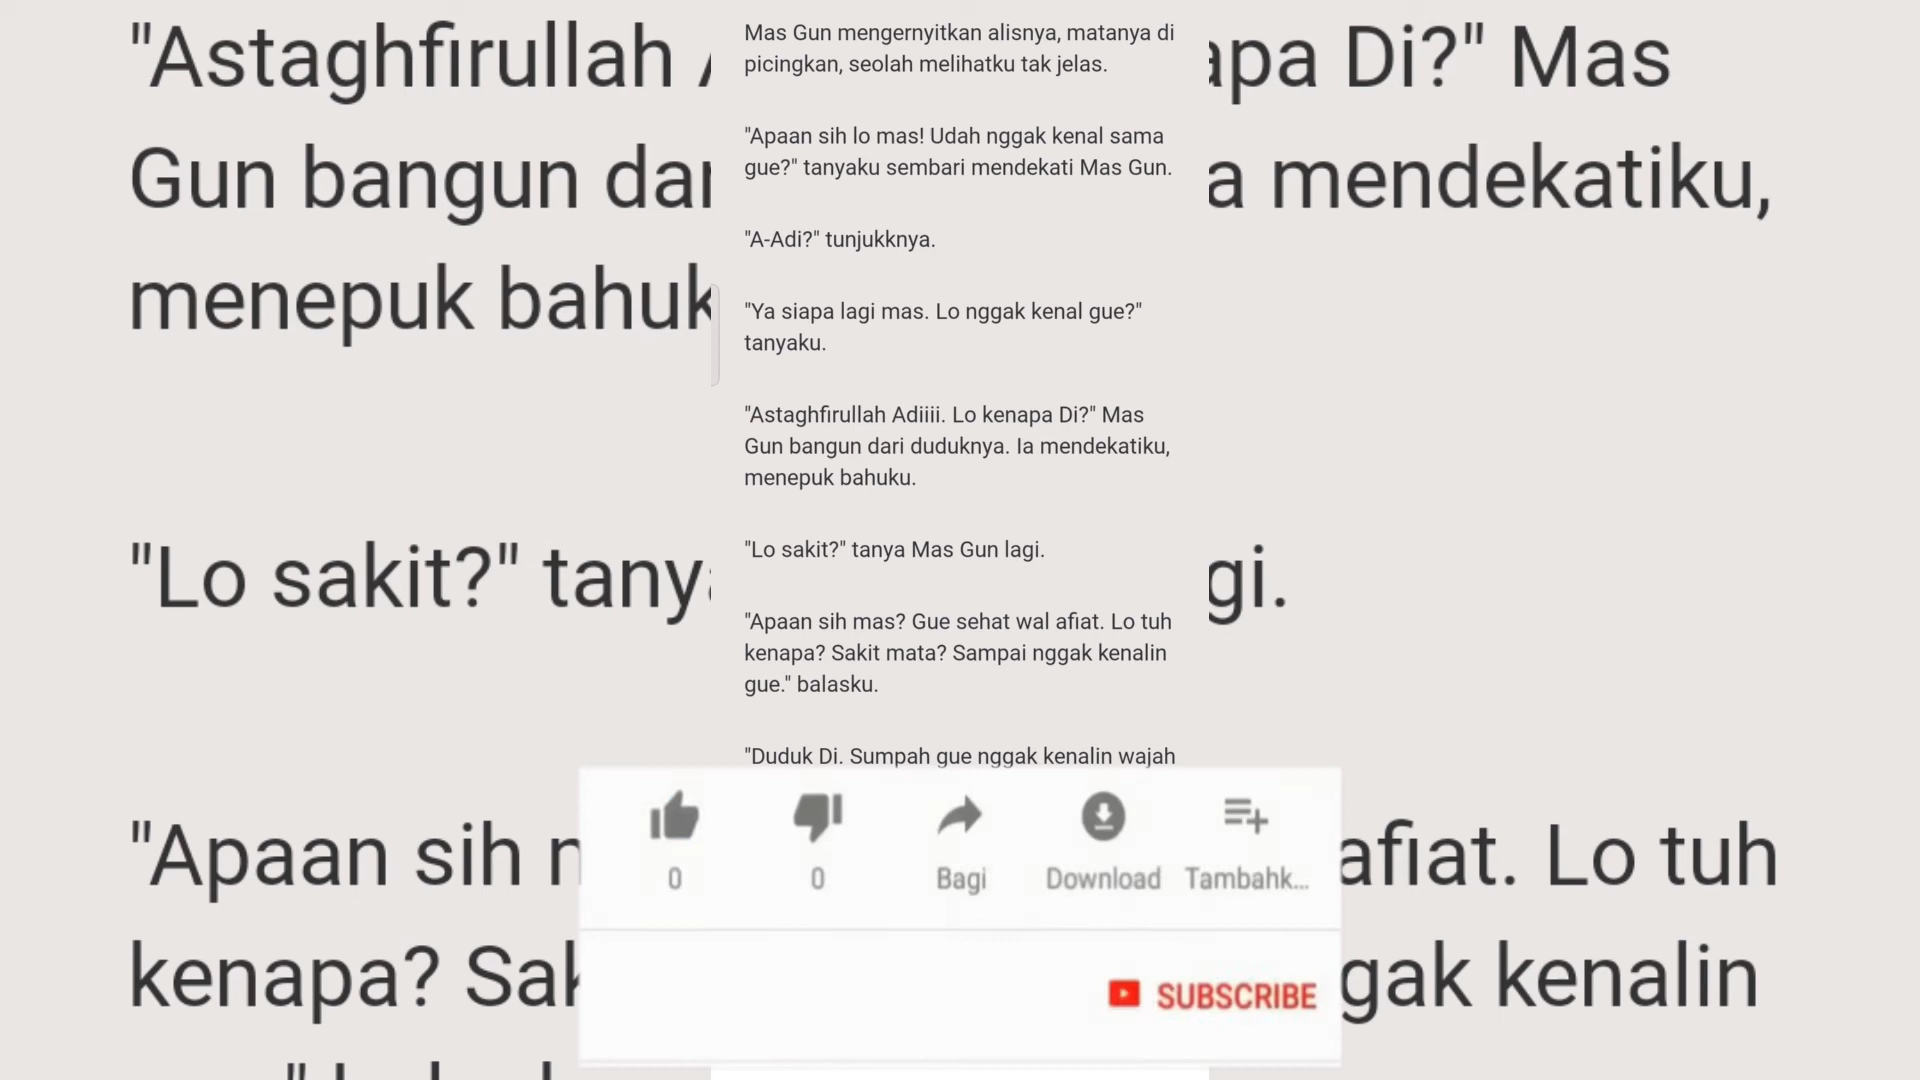 Mas Gun mengernyitkan alisnya, matanya di
picingkan, seolah melihatku tak jelas.
"Apaan sih lo mas! Udah nggak kenal sama
gue?" tanyaku sembari mendekati Mas Gun.
"A-Adi?" tunjukknya.
"Ya siapa lagi mas. Lo nggak kenal gue?"
tanyaku.
"Astaghfirullah Adiiii. Lo kenapa Di?" Mas
Gun bangun dari duduknya. Ia mendekatiku,
menepuk bahuku.
"Lo sakit?" tanya Mas Gun lagi.
"Apaan sih mas? Gue sehat wal afiat. Lo tuh
kenapa? Sakit mata? Sampai nggak kenalin
gue." balasku.
"Duduk Di. Sumpah gue nggak kenalin wajah
0 0 Bagi Download Tambahk...
SUBSCRIBE
"Astaghfirullah
apa Di?" Mas
Gun bangun dar
a mendekatiku,
menepuk bahuk
"Lo sakit?" tanya
gi.
"Apaan sih
afiat. Lo tuh
kenapa? Sak
ggak kenalin